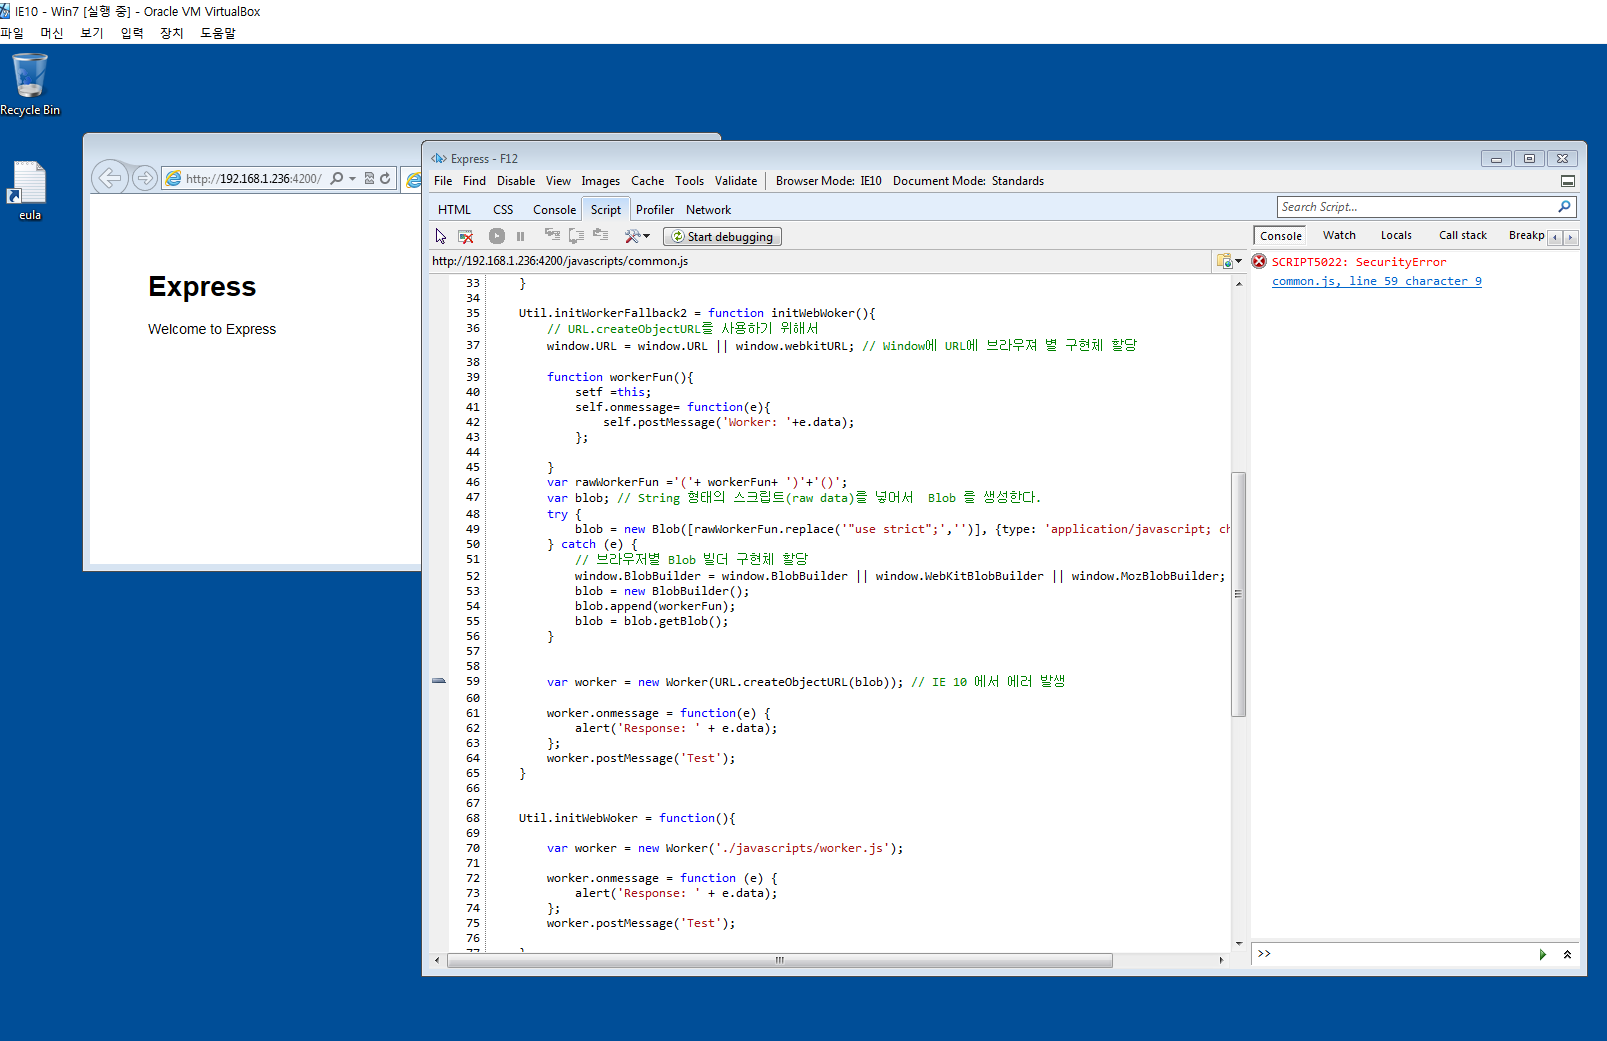 IE10 - Win7 [실행 중] - Oracle VM VirtualBox
파일 머신 보기 입력 장치 도움말
Recycle Bin
eula
http://192.168.1.236:4200/
Express
Welcome to Express
Express - F12
File Find Disable View Images Cache Tools Validate Browser Mode: IE10 Document Mode: Standards
HTML CSS Console Script Profiler Network
Search Script...
Start debugging
Console Watch Locals Call stack Breakp
http://192.168.1.236:4200/javascripts/common.js
SCRIPT5022: SecurityError
common.js, line 59 character 9
33 }
34
35 Util.initWorkerFallback2 = function initWebWoker(){
36 // URL.createObjectURL를 사용하기 위해서
37 window.URL = window.URL || window.webkitURL; // Window에 URL에 브라우져 별 구현체 할당
38
39 function workerFun(){
40 setf =this;
41 self.onmessage= function(e){
42 self.postMessage('Worker: '+e.data);
43 };
44
45 }
46 var rawWorkerFun ='('+ workerFun+ ')'+'()';
47 var blob; // String 형태의 스크립트(raw data)를 넣어서  Blob 를 생성한다.
48 try {
49 blob = new Blob([rawWorkerFun.replace('"use strict";','')], {type: 'application/javascript; ch
50 } catch (e) {
51 // 브라우저별 Blob 빌더 구현체 할당
52 window.BlobBuilder = window.BlobBuilder || window.WebKitBlobBuilder || window.MozBlobBuilder;
53 blob = new BlobBuilder();
54 blob.append(workerFun);
55 blob = blob.getBlob();
56 }
57
58
59 var worker = new Worker(URL.createObjectURL(blob)); // IE 10 에서 에러 발생
60
61 worker.onmessage = function(e) {
62 alert('Response: ' + e.data);
63 };
64 worker.postMessage('Test');
65 }
66
67
68 Util.initWebWoker = function(){
69
70 var worker = new Worker('./javascripts/worker.js');
71
72 worker.onmessage = function (e) {
73 alert('Response: ' + e.data);
74 };
75 worker.postMessage('Test');
76
77 }
>>